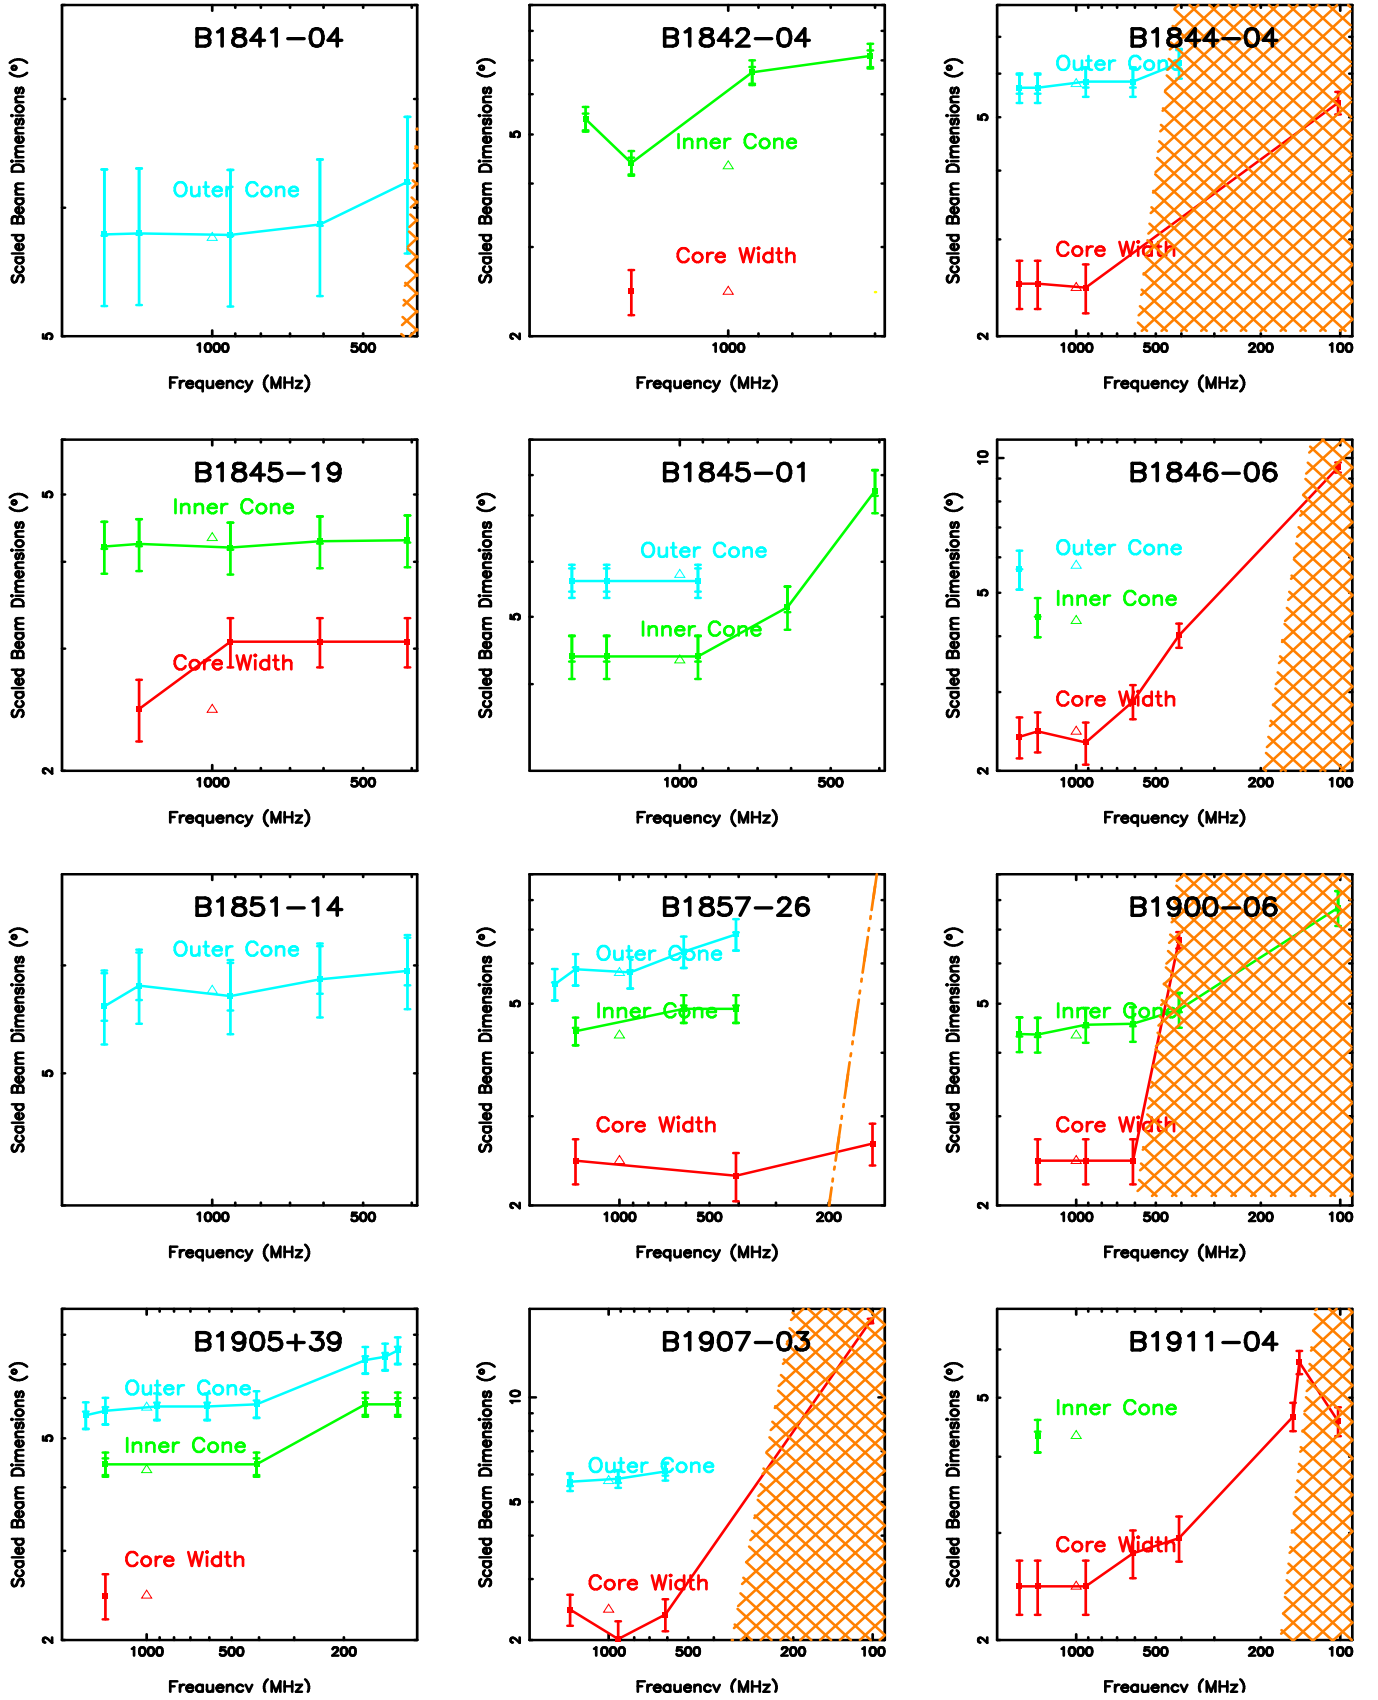 B1841−04
Scaled Beam Dimensions (°)
Outer Cone
5
1000 500
Frequency (MHz)
B1842−04
Scaled Beam Dimensions (°)
5
Inner Cone
Core Width
2
1000
Frequency (MHz)
B1844−04
Scaled Beam Dimensions (°)
Outer Cone
5
Core Width
2
1000 500 200 100
Frequency (MHz)
B1845−19
Scaled Beam Dimensions (°)
5
Inner Cone
Core Width
2
1000 500
Frequency (MHz)
B1845−01
Scaled Beam Dimensions (°)
Outer Cone
5
Inner Cone
1000 500
Frequency (MHz)
B1846−06
Scaled Beam Dimensions (°)
10
Outer Cone
5
Inner Cone
Core Width
2
1000 500 200 100
Frequency (MHz)
B1851−14
Scaled Beam Dimensions (°)
Outer Cone
5
1000 500
Frequency (MHz)
B1857−26
Scaled Beam Dimensions (°)
Outer Cone
5
Inner Cone
Core Width
2
1000 500 200
Frequency (MHz)
B1900−06
Scaled Beam Dimensions (°)
5
Inner Cone
Core Width
2
1000 500 200 100
Frequency (MHz)
B1905+39
Scaled Beam Dimensions (°)
Outer Cone
5
Inner Cone
Core Width
2
1000 500 200
Frequency (MHz)
B1907−03
Scaled Beam Dimensions (°)
10
Outer Cone
5
Core Width
2
1000 500 200 100
Frequency (MHz)
B1911−04
Scaled Beam Dimensions (°)
5
Inner Cone
Core Width
2
1000 500 200 100
Frequency (MHz)